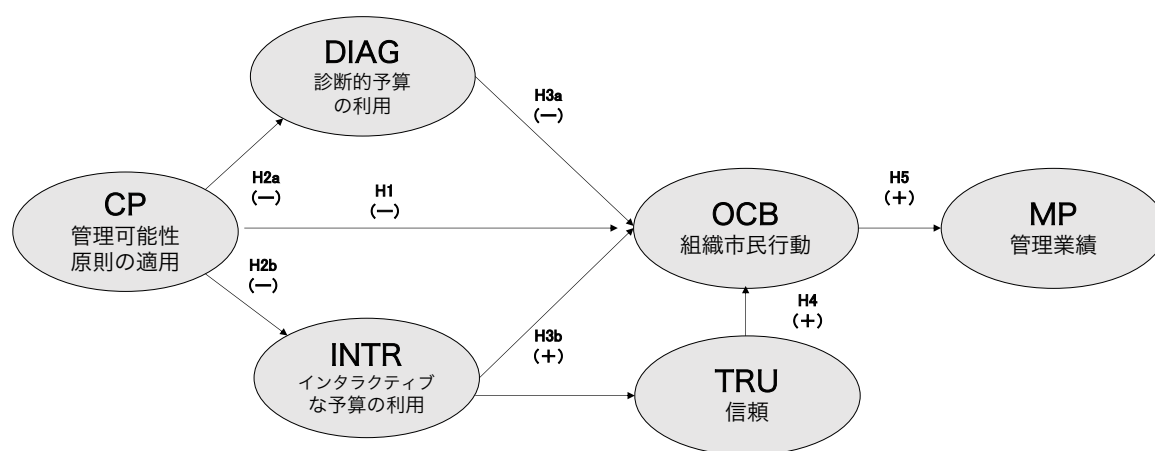 DIAG
診断的予算
の利用
H3a
(－)
H2a
(－)
H1
(－)
CP
管理可能性
原則の適用
OCB
組織市民行動
H5
(＋)
MP
管理業績
H2b
(－)
H3b
(＋)
H4
(＋)
INTR
インタラクティブ
な予算の利用
TRU
信頼